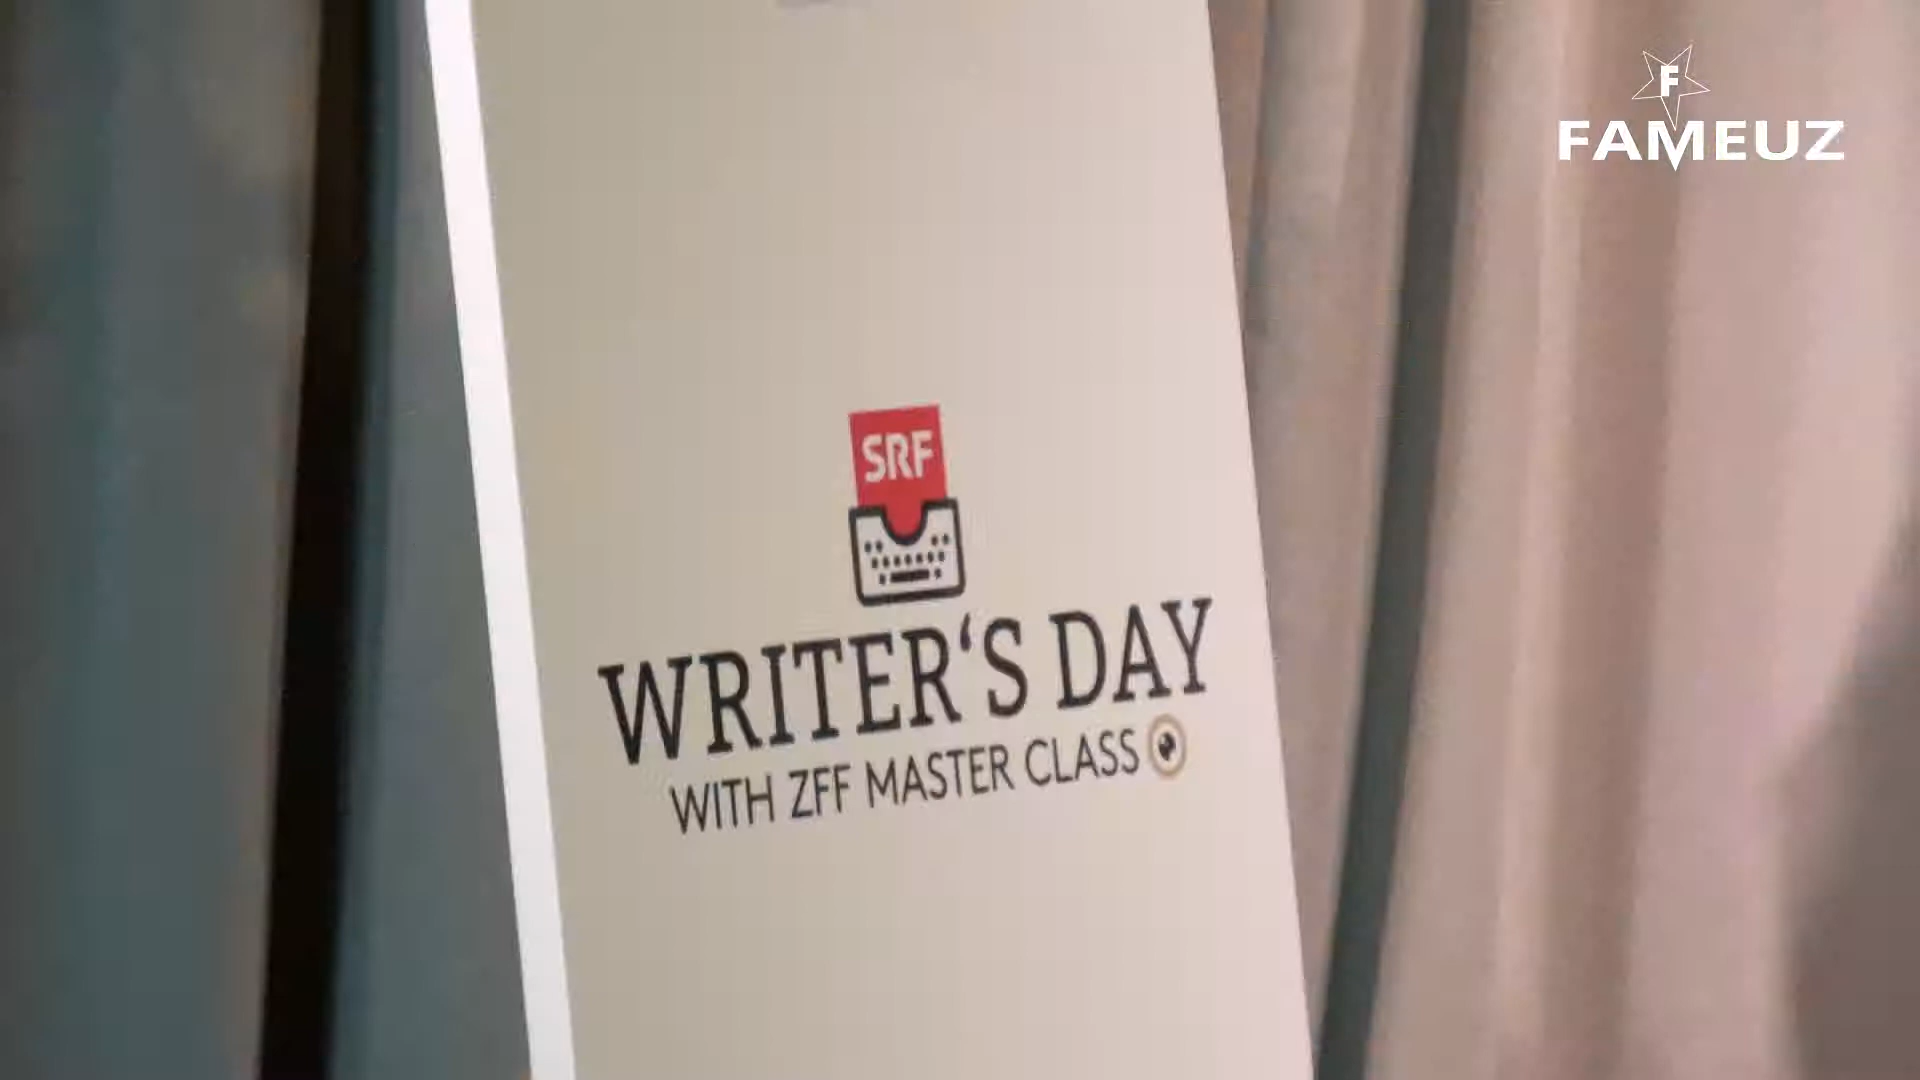 F
FAMEUZ
SRF
WRITER‘S DAY
WITH ZFF MASTER CLASS